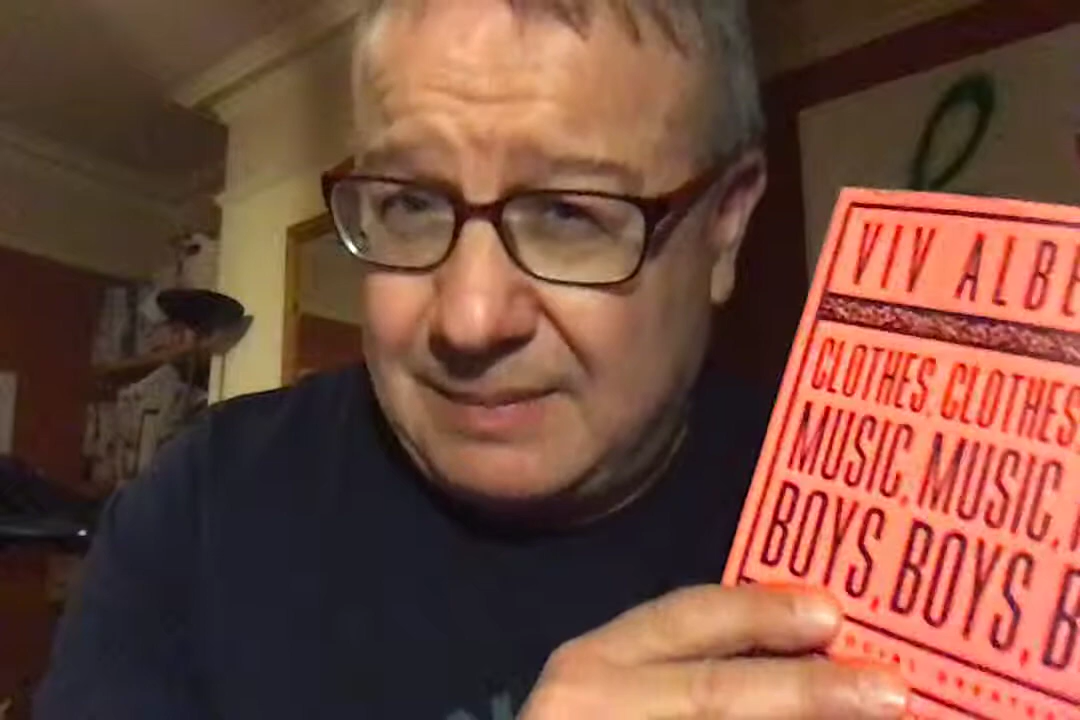 VIV ALBE
CLOTHES, CLOTHES
MUSIC, MUSIC,
BOYS, BOYS, B